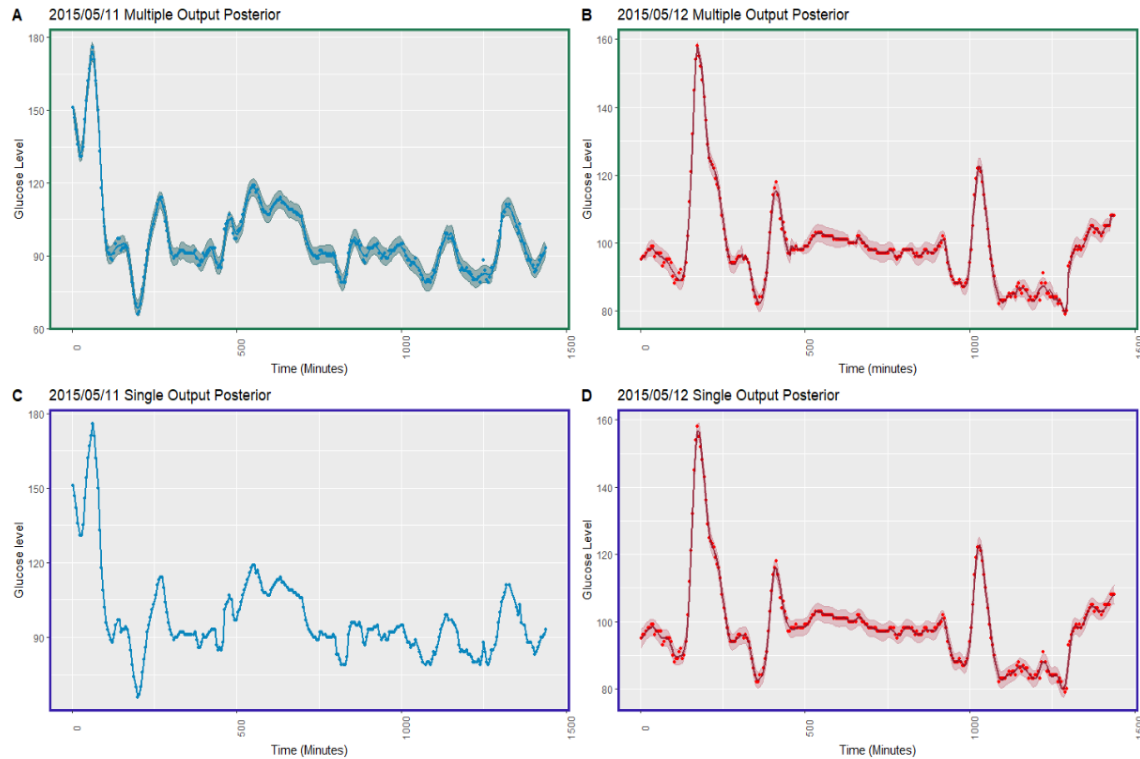 A 2015/05/11 Multiple Output Posterior
Glucose Level
180
150
120
90
60
0 500 1000 1500
Time (Minutes)
B 2015/05/12 Multiple Output Posterior
Glucose Level
160
140
120
100
80
0 1000 1500
Time (minutes)
C 2015/05/11 Single Output Posterior
Glucose level
180
150
120
90
0 500 1000 1500
Time (Minutes)
D 2015/05/12 Single Output Posterior
Glucose Level
160
140
120
100
80
0 1000 1500
Time (Minutes)